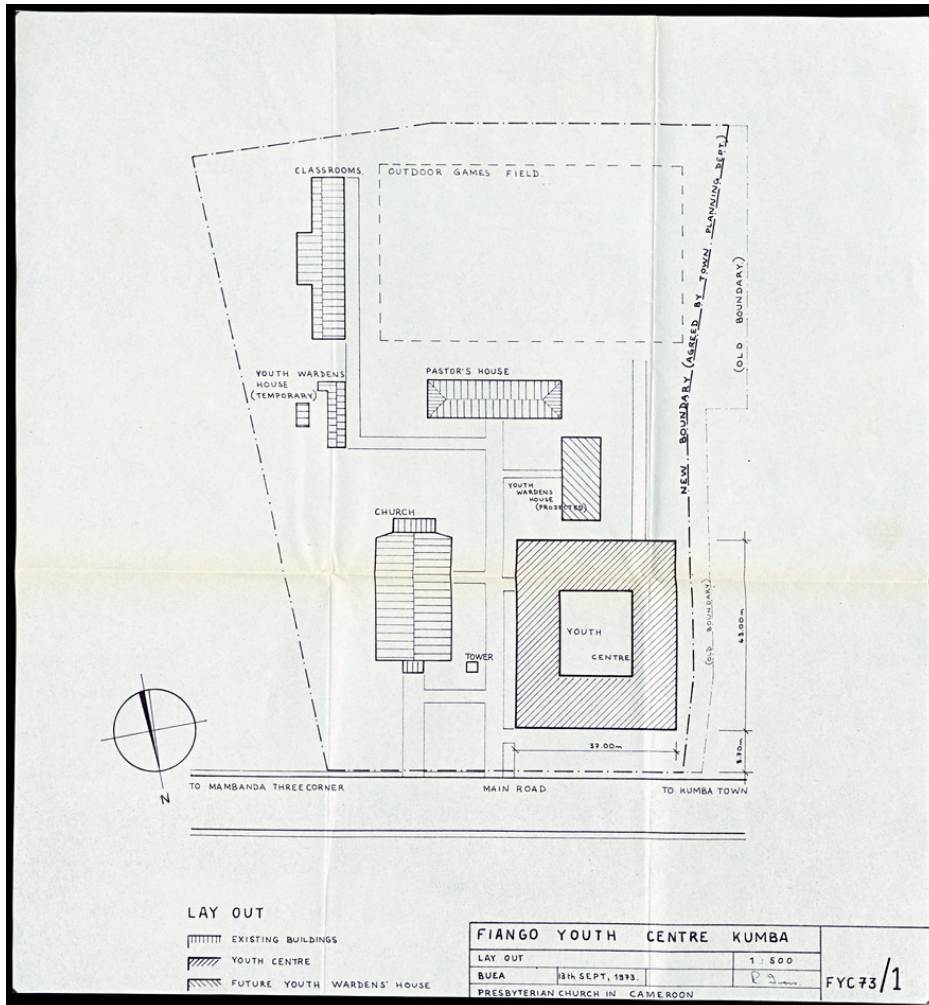 CLASSROOMS.
OUTDOOR GAMES FIELD.
NEW BOUNDARY (AGREED BY TOWN PLANNING DEPT.)
(OLD BOUNDARY)
YOUTH WARDENS
HOUSE
(TEMPORARY)
PASTOR'S HOUSE
YOUTH
WARDENS
HOUSE
(PROJECTED)
CHURCH
TOWER
YOUTH
CENTRE
(OLD BOUNDARY)
43.00m
37.00m
N
TO MAMBANDA THREECORNER
MAIN ROAD
TO KUMBA TOWN
LAY OUT
EXISTING BUILDINGS
YOUTH CENTRE
FUTURE YOUTH WARDENS' HOUSE
FIANGO YOUTH CENTRE KUMBA
LAY OUT
1 : 500
BUEA
13th SEPT, 1973.
PRESBYTERIAN CHURCH IN CAMEROON
FYC73/1